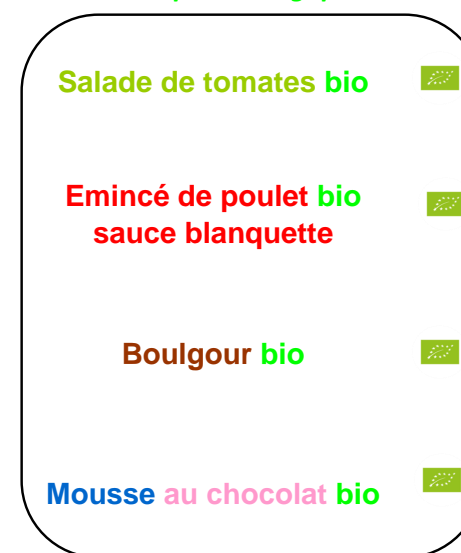 Salade de tomates bio
Emincé de poulet bio
sauce blanquette
Boulgour bio
Mousse au chocolat bio